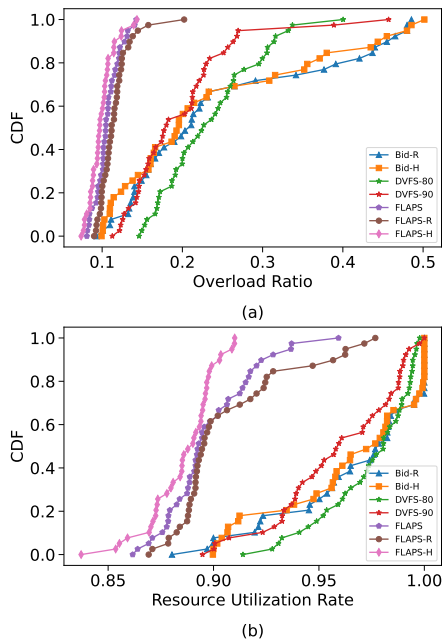 1.0
0.8
0.6
0.4
0.2
0.0
CDF
Bid-R
Bid-H
DVFS-80
DVFS-90
FLAPS
FLAPS-R
FLAPS-H
0.1 0.2 0.3 0.4 0.5
Overload Ratio
(a)
1.0
0.8
0.6
0.4
0.2
0.0
CDF
Bid-R
Bid-H
DVFS-80
DVFS-90
FLAPS
FLAPS-R
FLAPS-H
0.85 0.90 0.95 1.00
Resource Utilization Rate
(b)